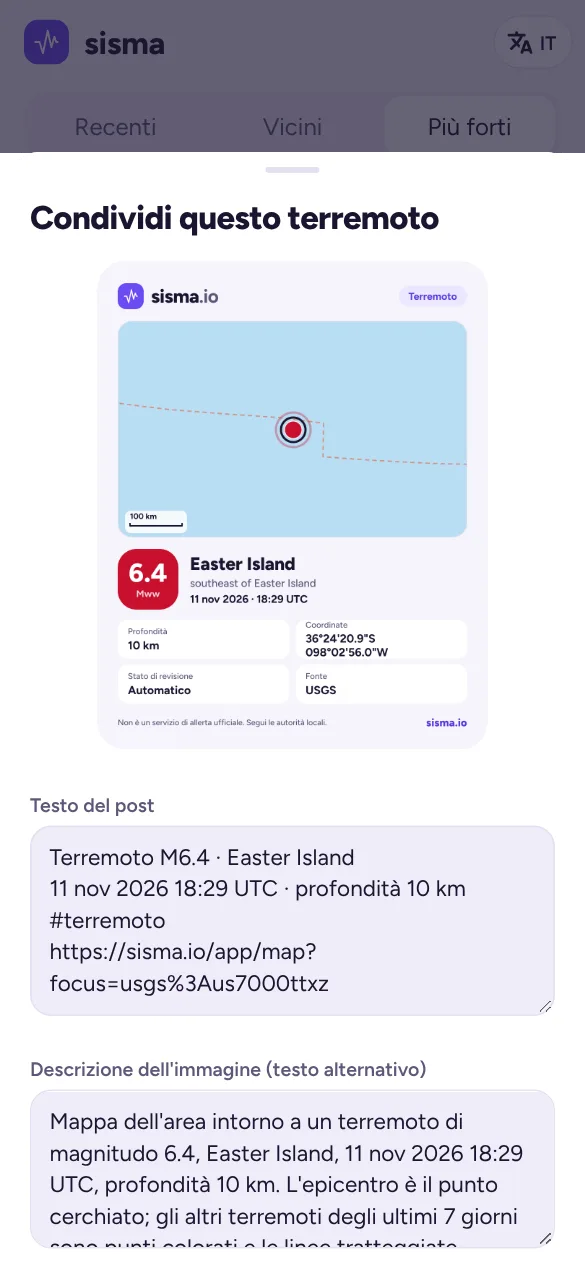 sisma
IT
Recenti
Vicini
Più forti
Condividi questo terremoto
sisma.io
Terremoto
100 km
6.4
Mww
Easter Island
southeast of Easter Island
11 nov 2026 · 18:29 UTC
Profondità
10 km
Coordinate
36°24'20.9"S
098°02'56.0"W
Stato di revisione
Automatico
Fonte
USGS
Non è un servizio di allerta ufficiale. Segui le autorità locali.
sisma.io
Testo del post
Terremoto M6.4 · Easter Island
11 nov 2026 18:29 UTC · profondità 10 km
#terremoto
https://sisma.io/app/map?
focus=usgs%3Aus7000ttxz
Descrizione dell'immagine (testo alternativo)
Mappa dell'area intorno a un terremoto di
magnitudo 6.4, Easter Island, 11 nov 2026 18:29
UTC, profondità 10 km. L'epicentro è il punto
cerchiato; gli altri terremoti degli ultimi 7 giorni
sono punti colorati e le linee tratteggiate